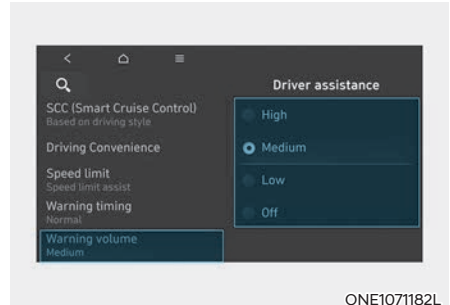 Driver assistance
SCC (Smart Cruise Control)
Based on driving style
Driving Convenience
Speed limit
Speed limit assist
Warning timing
Normal
Warning volume
Medium
High
Medium
Low
Off
ONE1071182L